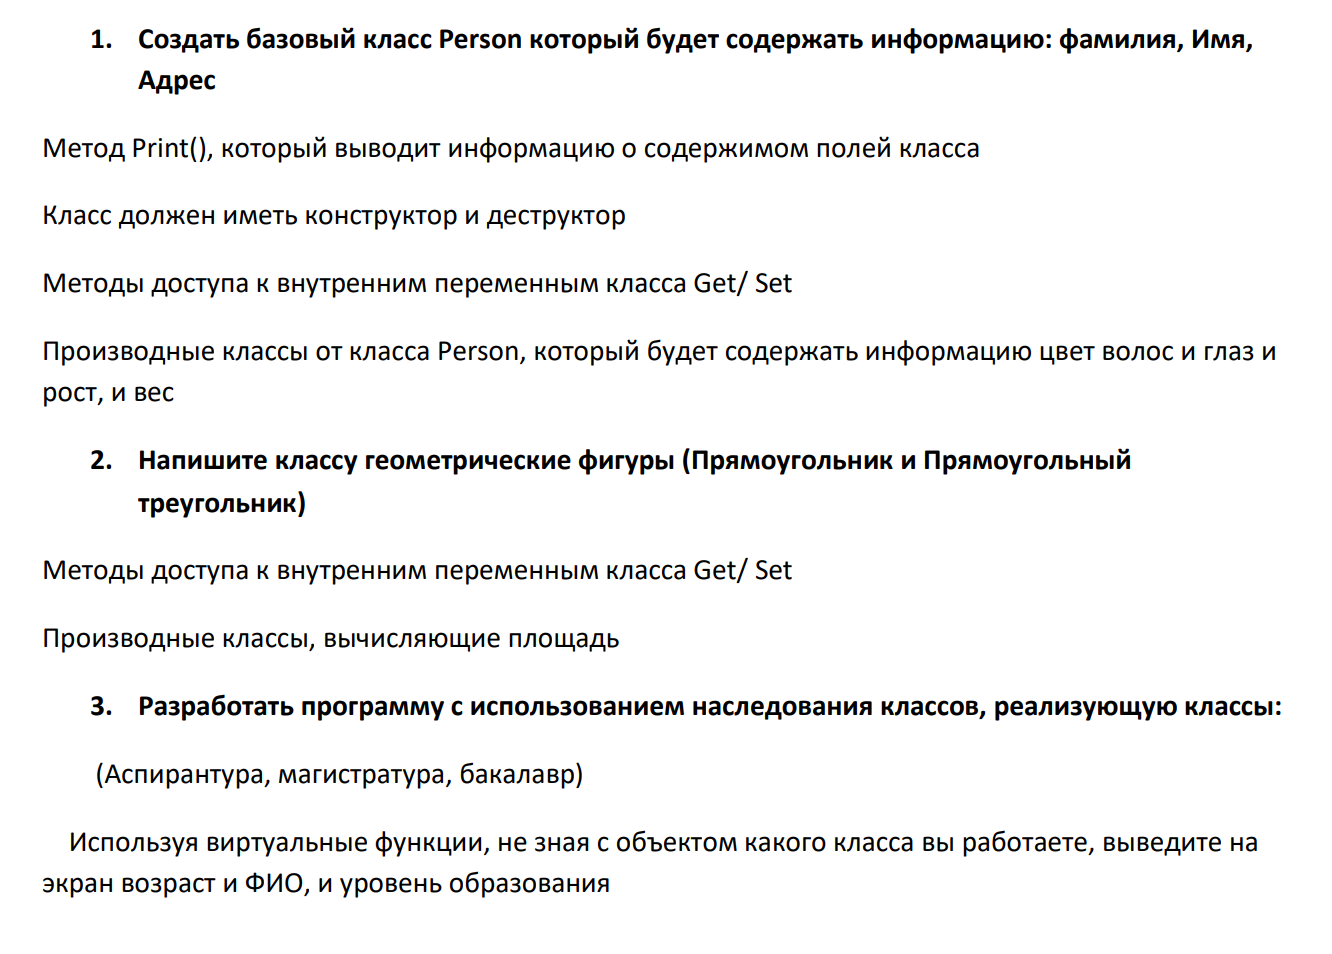 1. Создать базовый класс Person который будет содержать информацию: фамилия, Имя,
Адрес
Метод Print(), который выводит информацию о содержимом полей класса
Класс должен иметь конструктор и деструктор
Методы доступа к внутренним переменным класса Get/ Set
Производные классы от класса Person, который будет содержать информацию цвет волос и глаз и
рост, и вес
2. Напишите классу геометрические фигуры (Прямоугольник и Прямоугольный
треугольник)
Методы доступа к внутренним переменным класса Get/ Set
Производные классы, вычисляющие площадь
3. Разработать программу с использованием наследования классов, реализующую классы:
(Аспирантура, магистратура, бакалавр)
Используя виртуальные функции, не зная с объектом какого класса вы работаете, выведите на
экран возраст и ФИО, и уровень образования